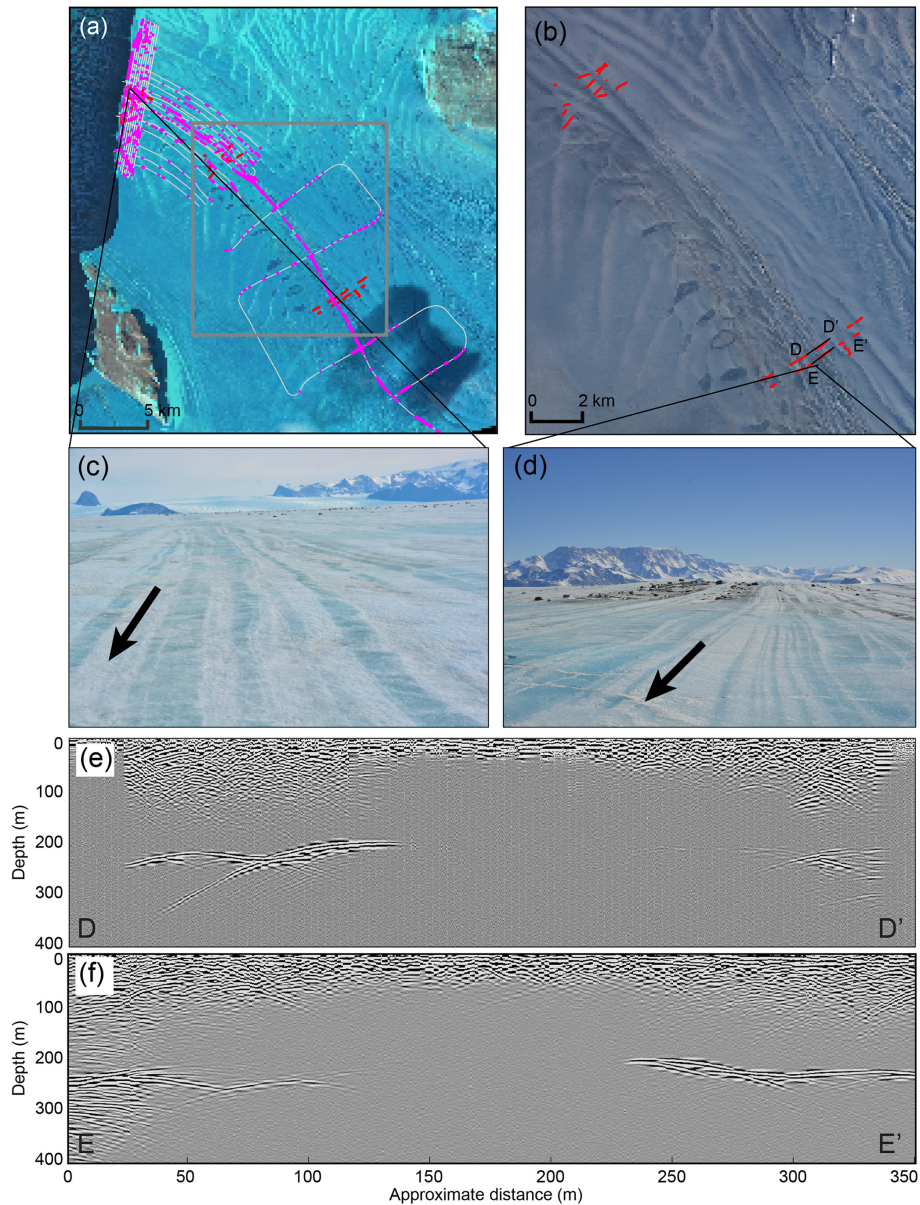 (a)
0 5 km
(b)
D'
D
E'
E
0 2 km
(c)
(d)
(e)
Depth (m)
0
100
200
300
400
D D'
(f)
Depth (m)
0
100
200
300
400
E E'
0 50 100 150 200 250 300 350
Approximate distance (m)